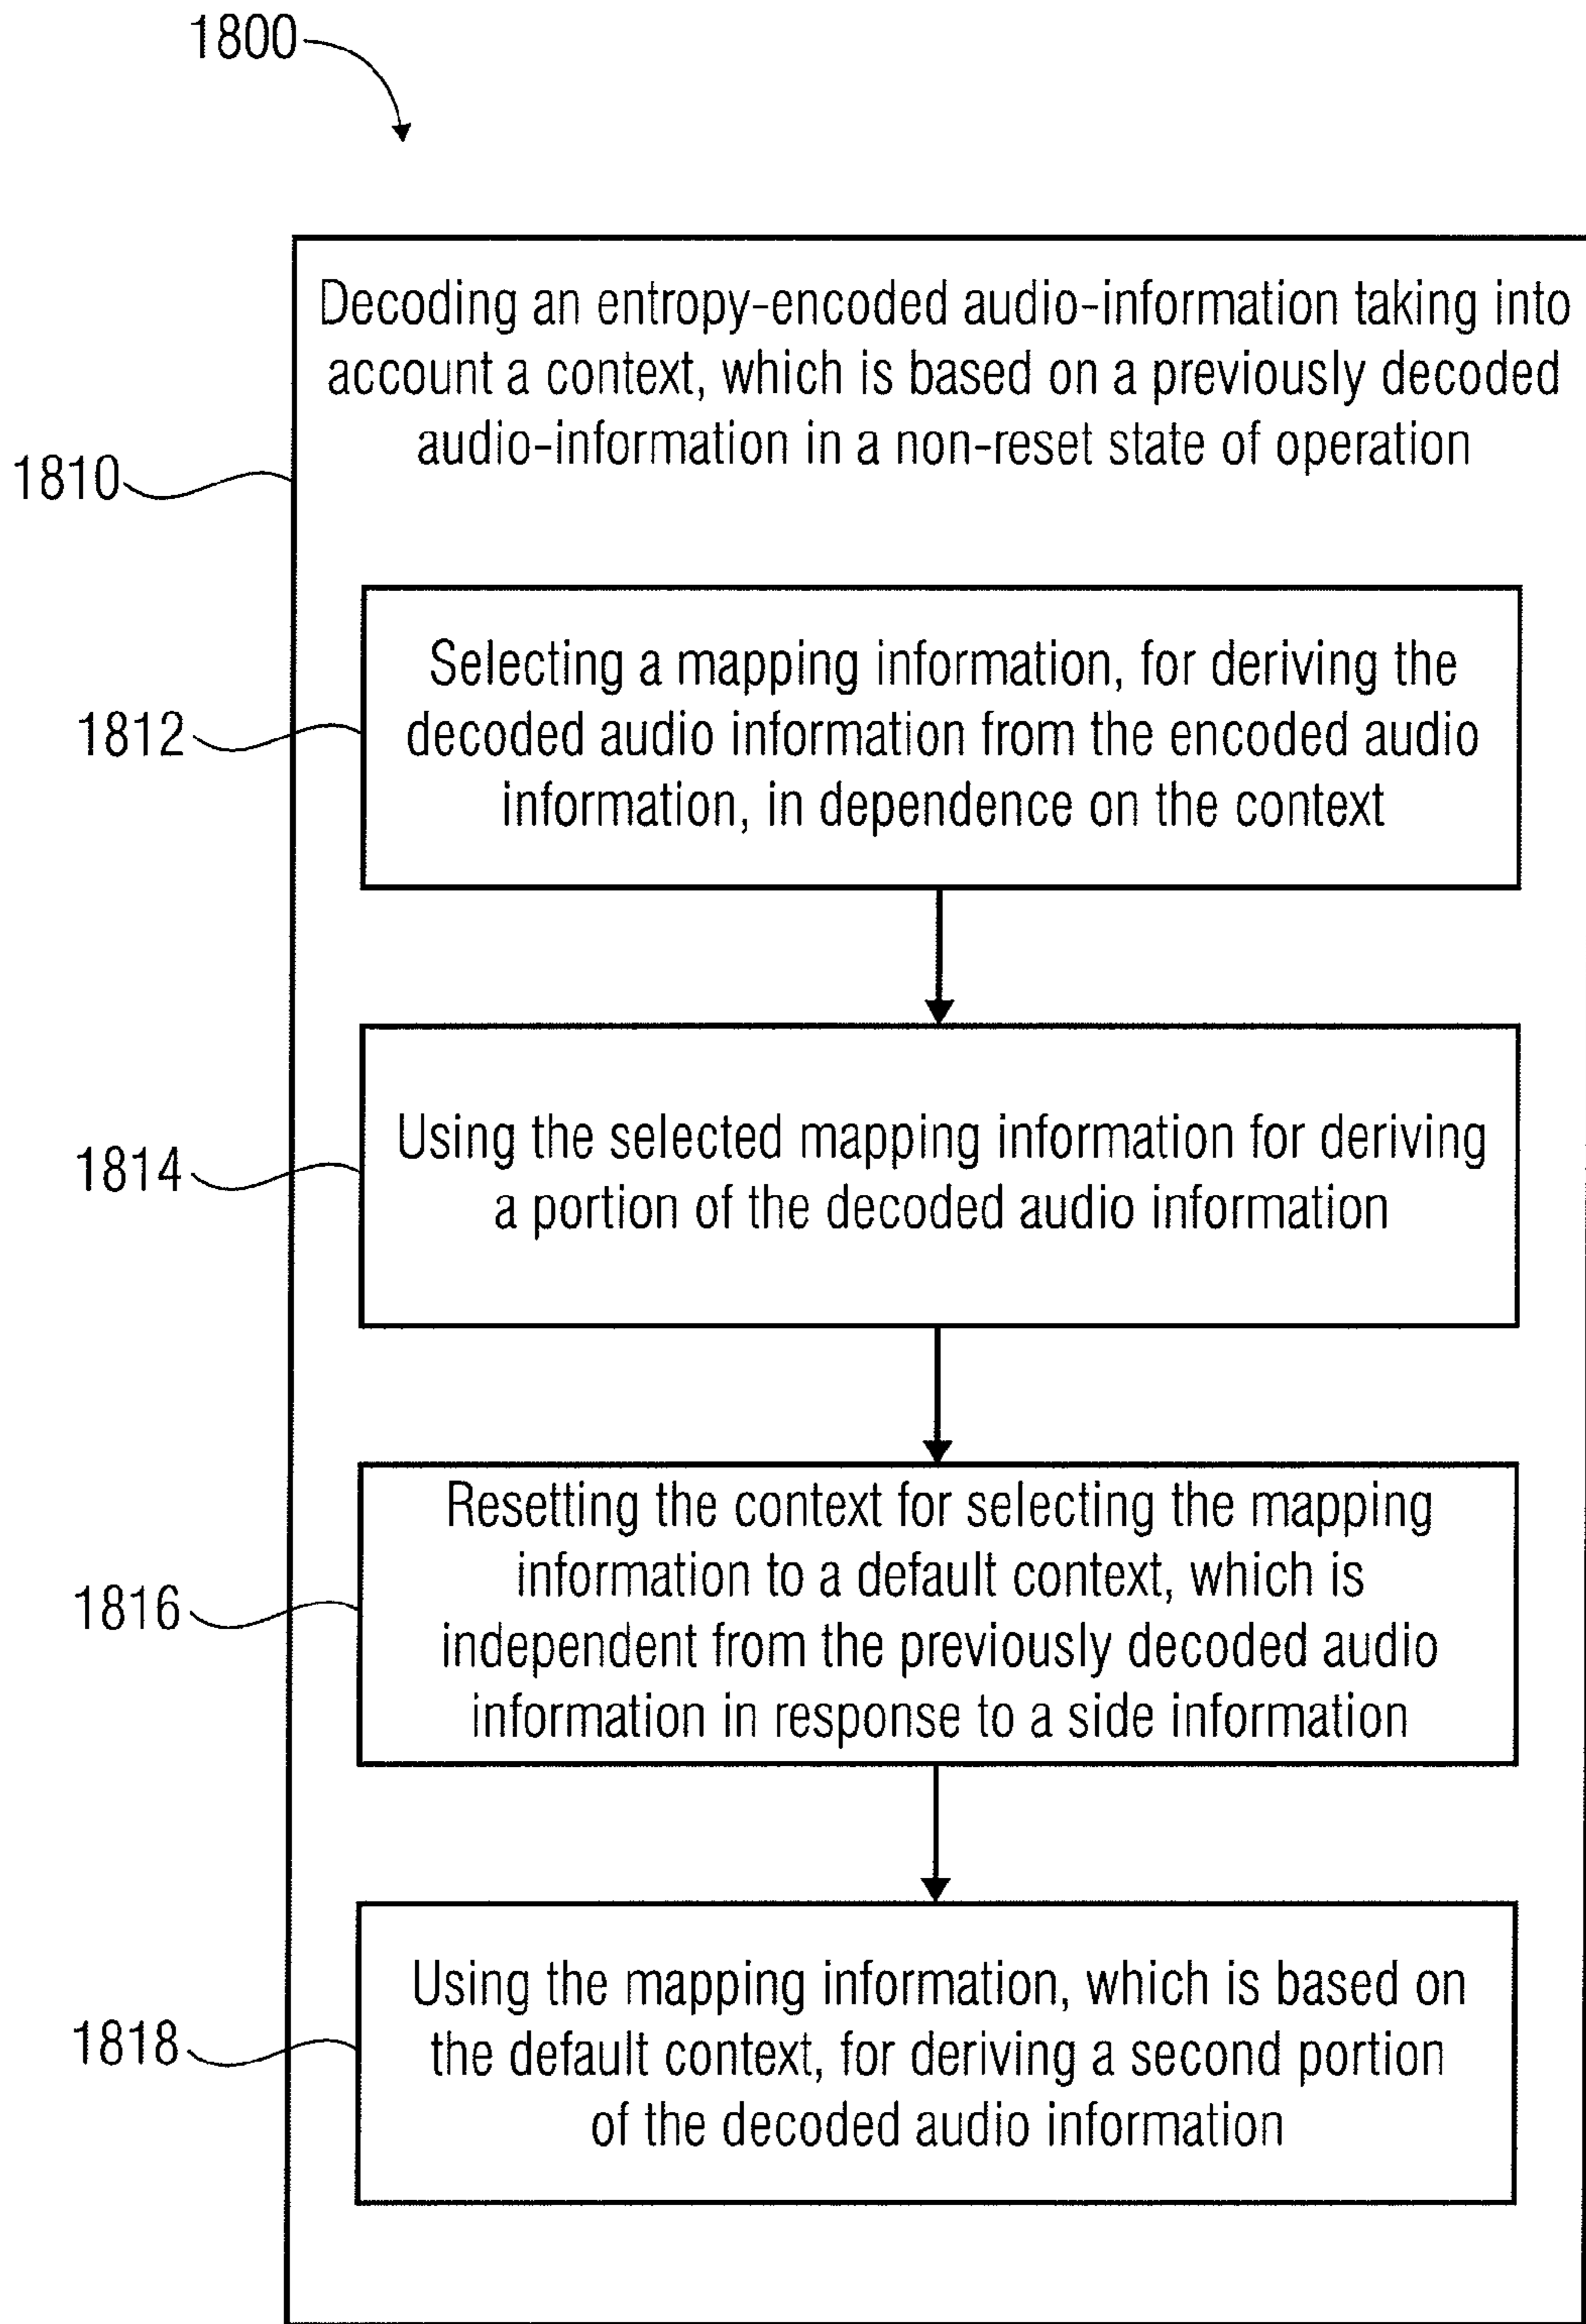 1800
Decoding an entropy-encoded audio-information taking into
account a context, which is based on a previously decoded
audio-information in a non-reset state of operation
1810
Selecting a mapping information, for deriving the
decoded audio information from the encoded audio
information, in dependence on the context
1812
Using the selected mapping information for deriving
a portion of the decoded audio information
1814
Resetting the context for selecting the mapping
information to a default context, which is
independent from the previously decoded audio
information in response to a side information
1816
Using the mapping information, which is based on
the default context, for deriving a second portion
of the decoded audio information
1818